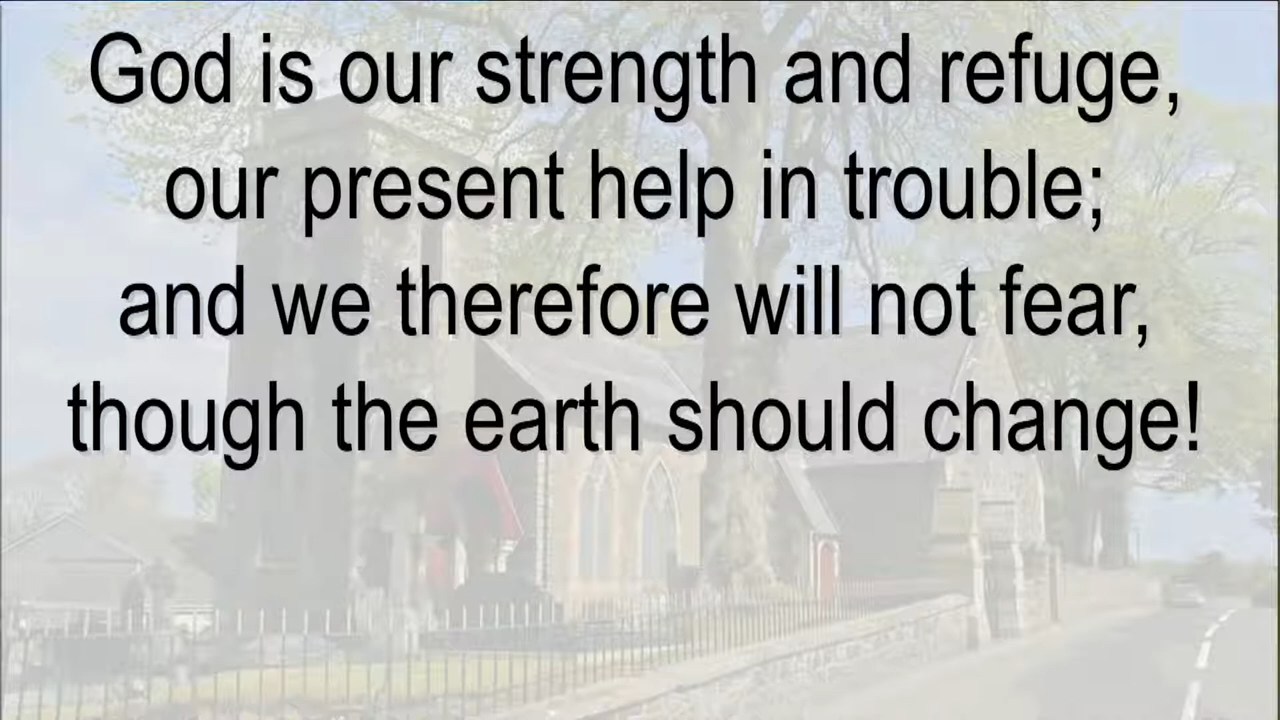 God is our strength and refuge,
our present help in trouble;
and we therefore will not fear,
though the earth should change!